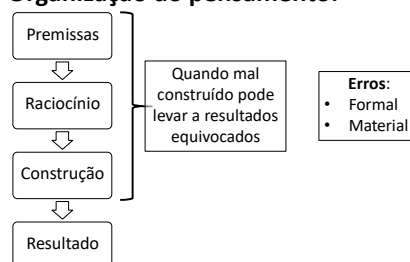 Organização do pensamento:
Premissas
Raciocínio
Construção
Resultado
Quando mal
construído pode
levar a resultados
equivocados
Erros:
• Formal
• Material